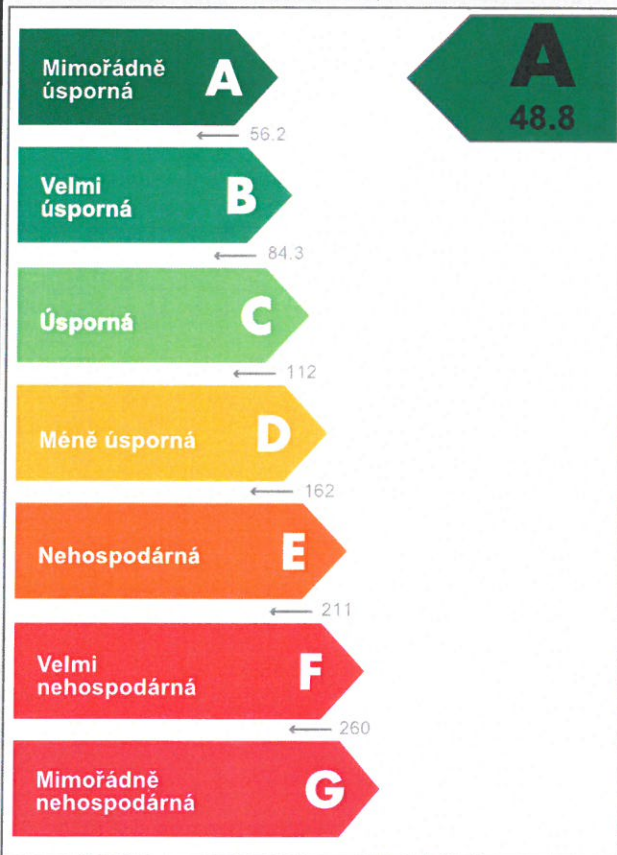 Mimořádně
úsporná
A
A
48.8
56.2
Velmi
úsporná
B
84.3
Úsporná
C
112
Méně úsporná
D
162
Nehospodárná
E
211
Velmi
nehospodárná
F
260
Mimořádně
nehospodárná
G